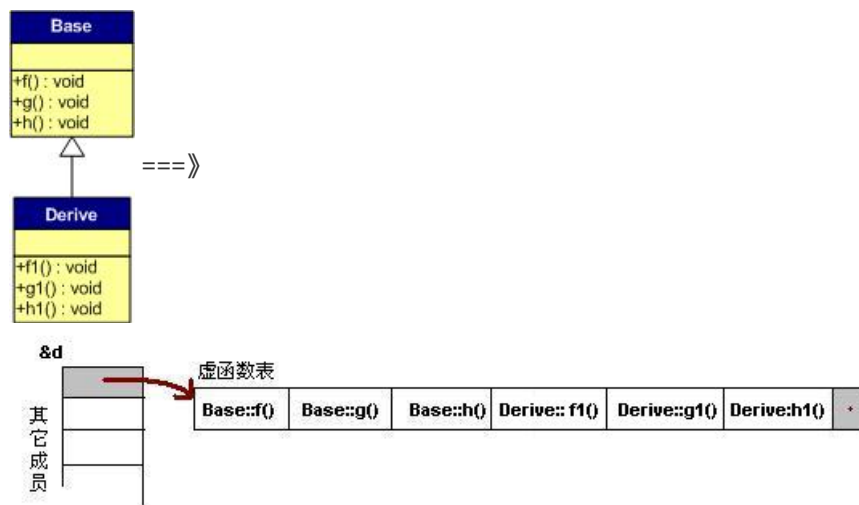 Base
+f() : void
+g() : void
+h() : void
===》
Derive
+f1() : void
+g1() : void
+h1() : void
&d
虚函数表
Base::f() Base::g() Base::h() Derive:: f1() Derive::g1() Derive:h1()
其它成员